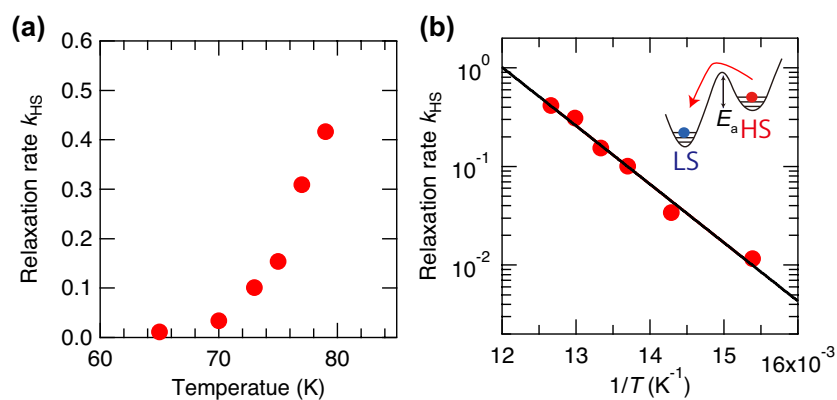 (a)
0.6
0.5
0.4
0.3
0.2
0.1
0.0
Relaxation rate kHS
60
70
80
Temperatue (K)
(b)
10⁰
10⁻¹
10⁻²
Relaxation rate kHS
Ea
HS
LS
12
13
14
15
16x10⁻³
1/T (K⁻¹)